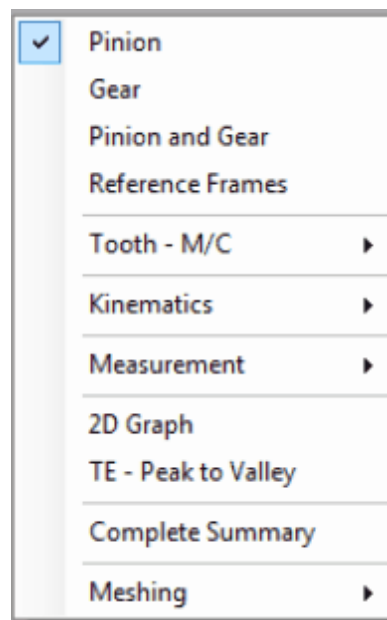 Pinion
Gear
Pinion and Gear
Reference Frames
Tooth - M/C
Kinematics
Measurement
2D Graph
TE - Peak to Valley
Complete Summary
Meshing